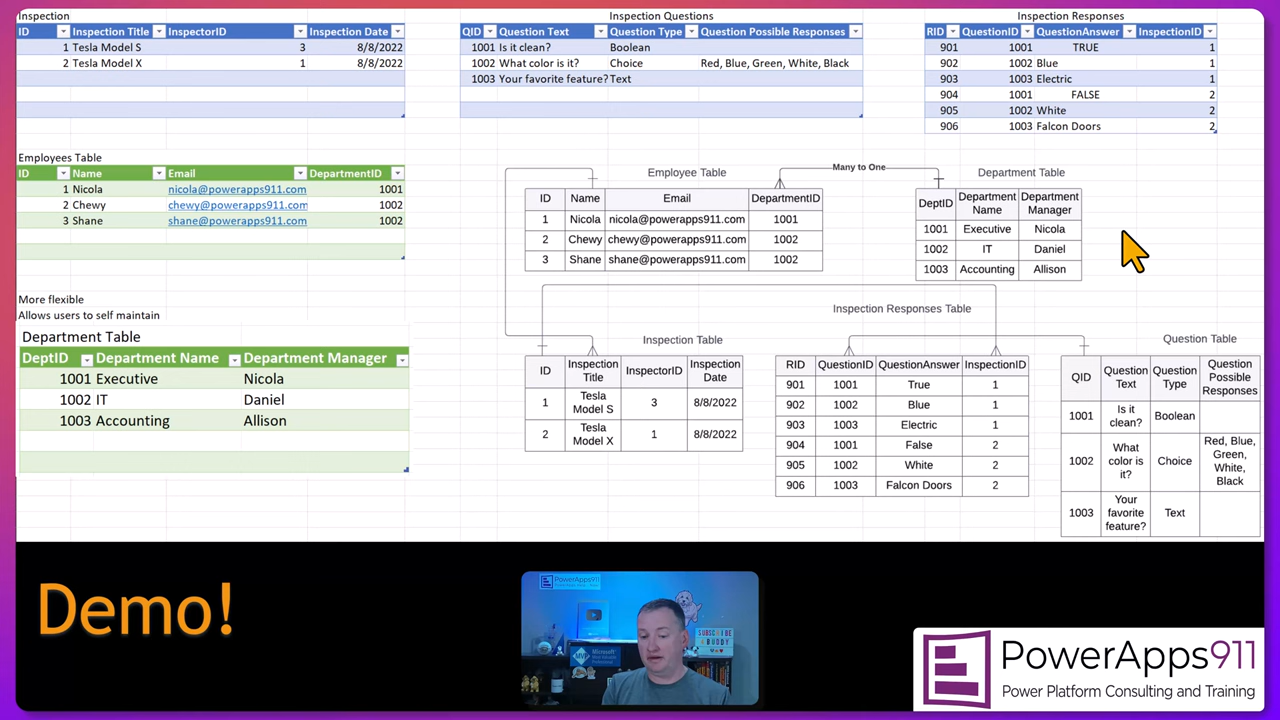 Inspection
ID Inspection Title InspectorID Inspection Date
1 Tesla Model S 3 8/8/2022
2 Tesla Model X 1 8/8/2022
Inspection Questions
QID Question Text Question Type Question Possible Responses
1001 Is it clean? Boolean
1002 What color is it? Choice Red, Blue, Green, White, Black
1003 Your favorite feature? Text
Inspection Responses
RID QuestionID QuestionAnswer InspectionID
901 1001 TRUE 1
902 1002 Blue 1
903 1003 Electric 1
904 1001 FALSE 2
905 1002 White 2
906 1003 Falcon Doors 2
Employees Table
ID Name Email DepartmentID
1 Nicola nicola@powerapps911.com 1001
2 Chewy chewy@powerapps911.com 1002
3 Shane shane@powerapps911.com 1002
More flexible
Allows users to self maintain
Department Table
DeptID Department Name Department Manager
1001 Executive Nicola
1002 IT Daniel
1003 Accounting Allison
Employee Table
ID Name Email DepartmentID
1 Nicola nicola@powerapps911.com 1001
2 Chewy chewy@powerapps911.com 1002
3 Shane shane@powerapps911.com 1002
Many to One
Department Table
DeptID Department Name Department Manager
1001 Executive Nicola
1002 IT Daniel
1003 Accounting Allison
Inspection Table
ID Inspection Title InspectorID Inspection Date
1 Tesla Model S 3 8/8/2022
2 Tesla Model X 1 8/8/2022
Inspection Responses Table
RID QuestionID QuestionAnswer InspectionID
901 1001 True 1
902 1002 Blue 1
903 1003 Electric 1
904 1001 False 2
905 1002 White 2
906 1003 Falcon Doors 2
Question Table
QID Question Text Question Type Question Possible Responses
1001 Is it clean? Boolean
1002 What color is it? Choice Red, Blue, Green, White, Black
1003 Your favorite feature? Text
Demo!
PowerApps911
SUBSCRIBE
BUDDY
Microsoft
MVP
PowerApps911
Power Platform Consulting and Training